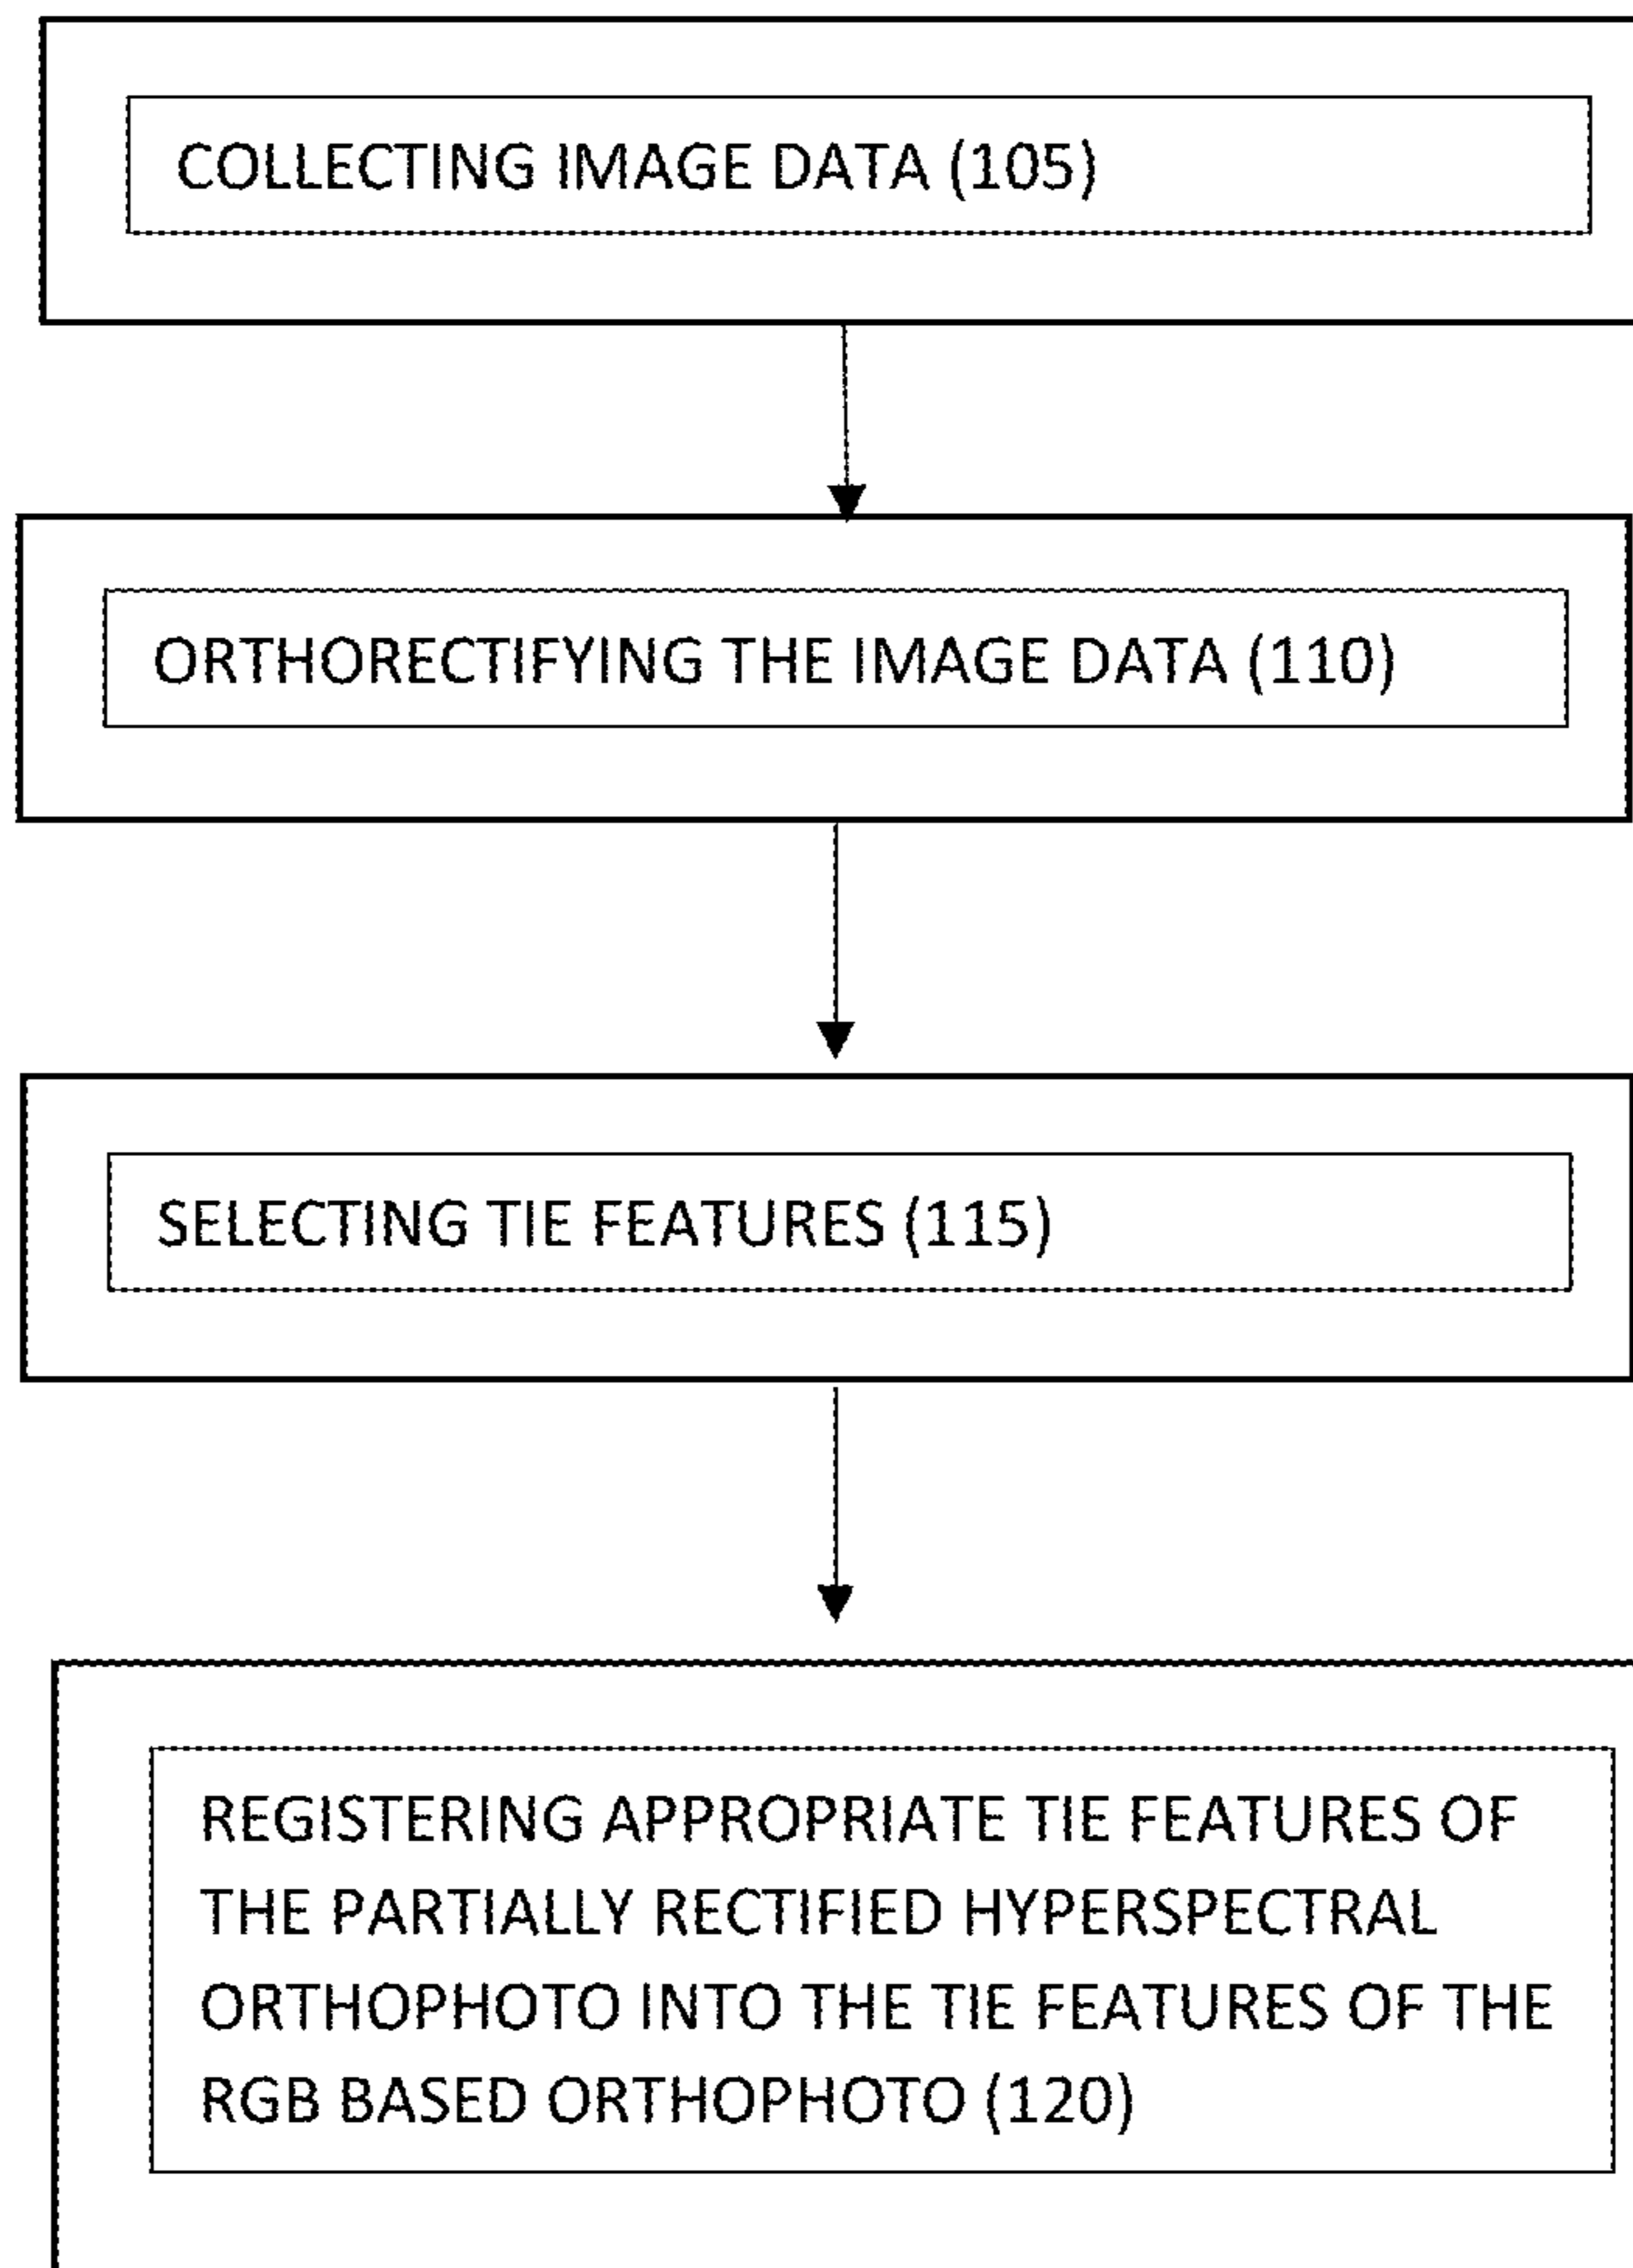 COLLECTING IMAGE DATA (105)
ORTHORECTIFYING THE IMAGE DATA (110)
SELECTING TIE FEATURES (115)
REGISTERING APPROPRIATE TIE FEATURES OF
THE PARTIALLY RECTIFIED HYPERSPECTRAL
ORTHOPHOTO INTO THE TIE FEATURES OF THE
RGB BASED ORTHOPHOTO (120)